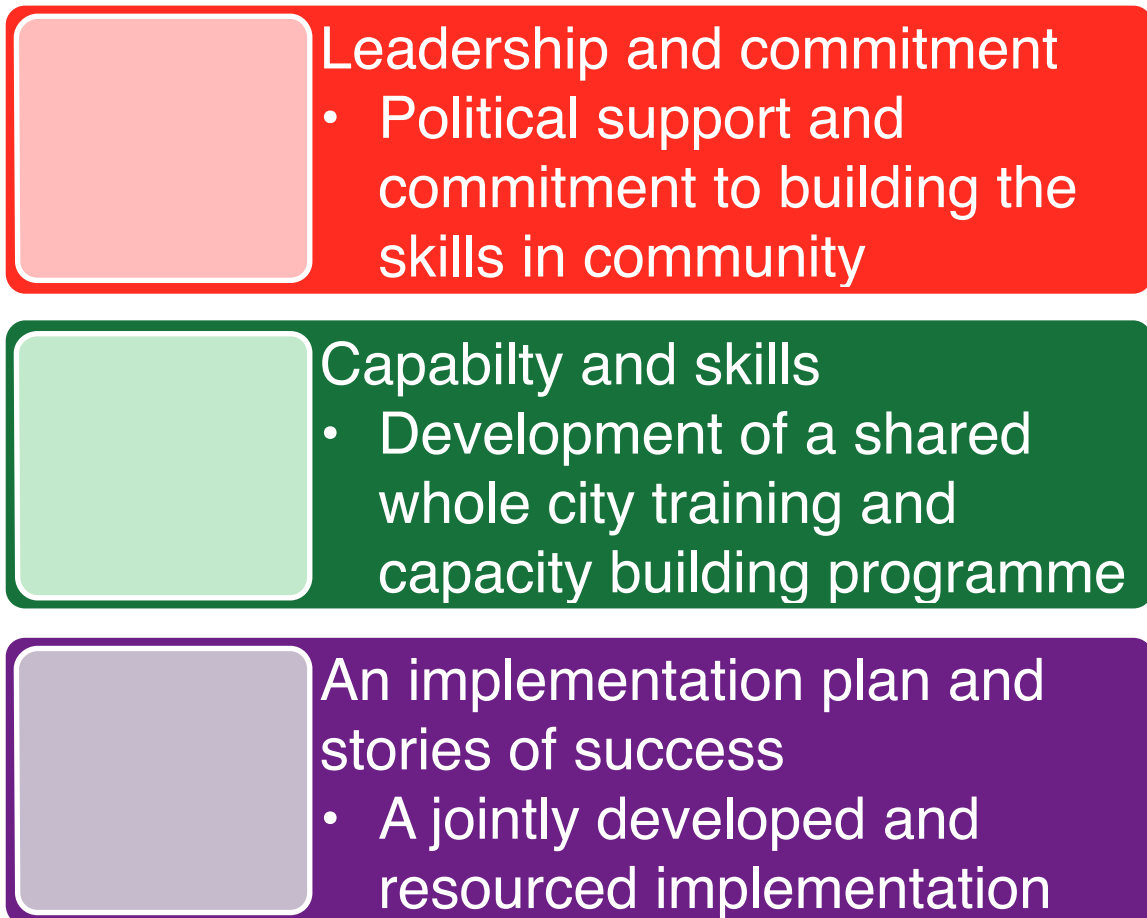 Leadership and commitment
• Political support and
commitment to building the
skills in community
Capabilty and skills
• Development of a shared
whole city training and
capacity building programme
An implementation plan and
stories of success
• A jointly developed and
resourced implementation